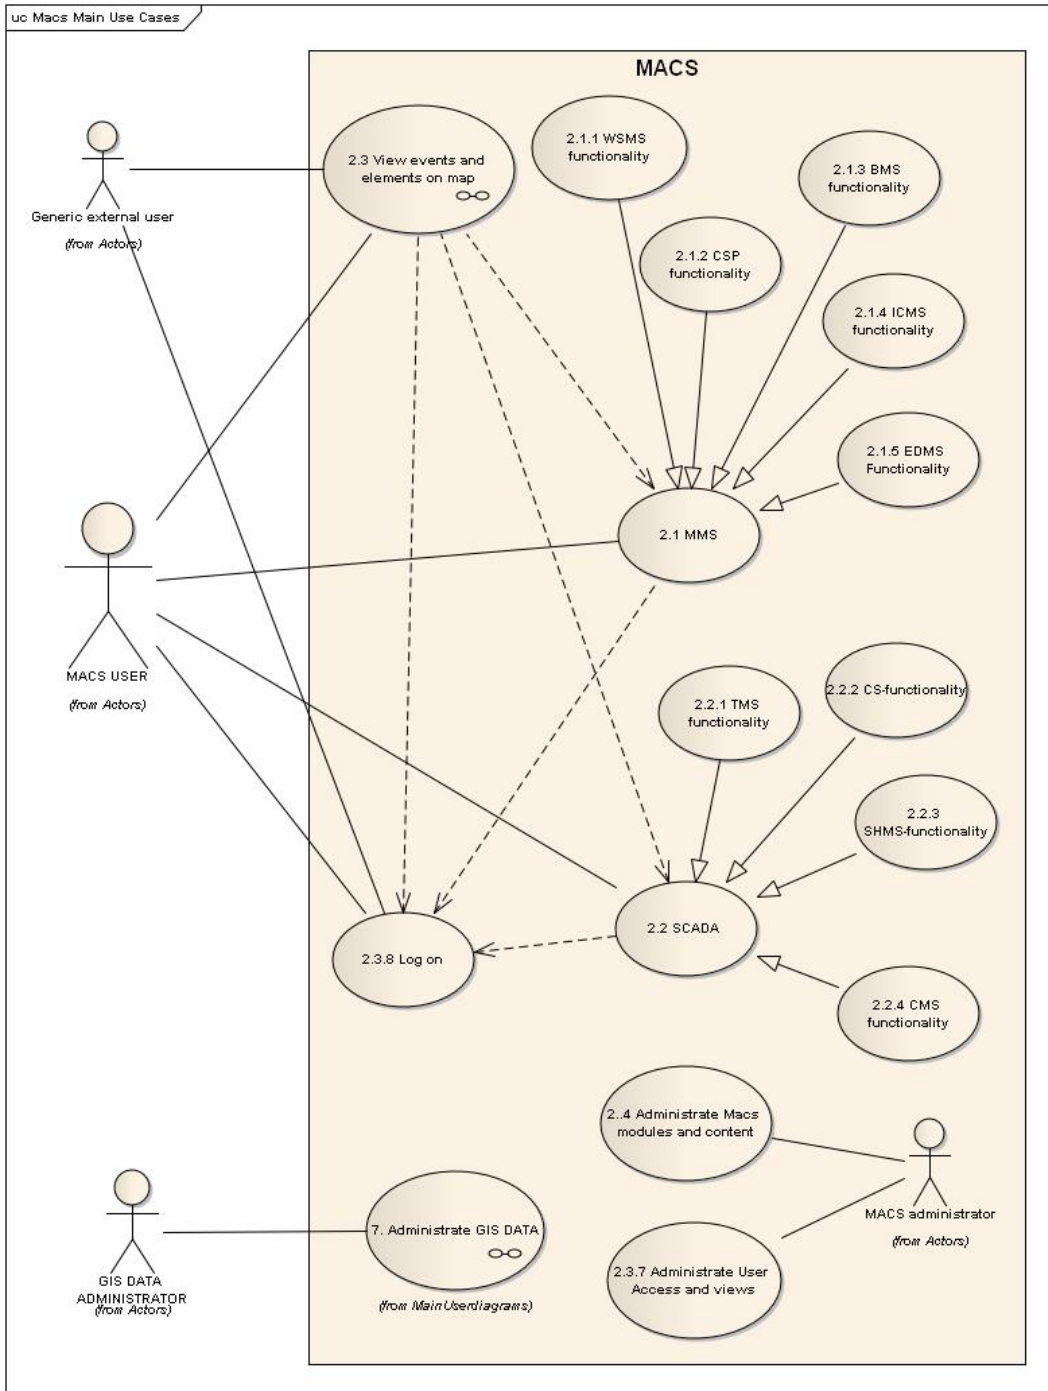 uc Macs Main Use Cases
MACS
Generic external user
(from Actors)
2.3 View events and
elements on map
2.1.1 WSMS
functionality
2.1.3 BMS
functionality
2.1.2 CSP
functionality
2.1.4 ICMS
functionality
2.1.5 EDMS
Functionality
2.1 MMS
MACS USER
(from Actors)
2.2.1 TMS
functionality
2.2.2 CS-functionality
2.2.3
SHMS-functionality
2.2 SCADA
2.3.8 Log on
2.2.4 CMS
functionality
2..4 Administrate Macs
modules and content
MACS administrator
(from Actors)
GIS DATA
ADMINISTRATOR
(from Actors)
7. Administrate GIS DATA
(from MainUserdiagrams)
2.3.7 Administrate User
Access and views